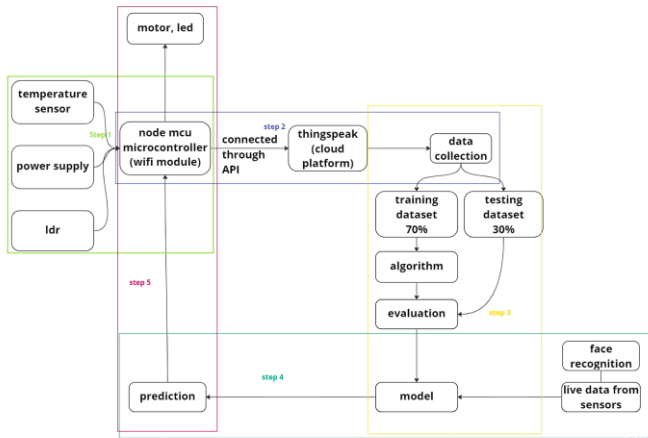 motor, led
temperature
sensor
Step 1
power supply
ldr
node mcu
microcontroller
(wifi module)
connected
through
API
step 2
thingspeak
(cloud
platform)
data
collection
training
dataset
70%
testing
dataset
30%
algorithm
evaluation
step 3
step 5
face
recognition
live data from
sensors
step 4
prediction
model